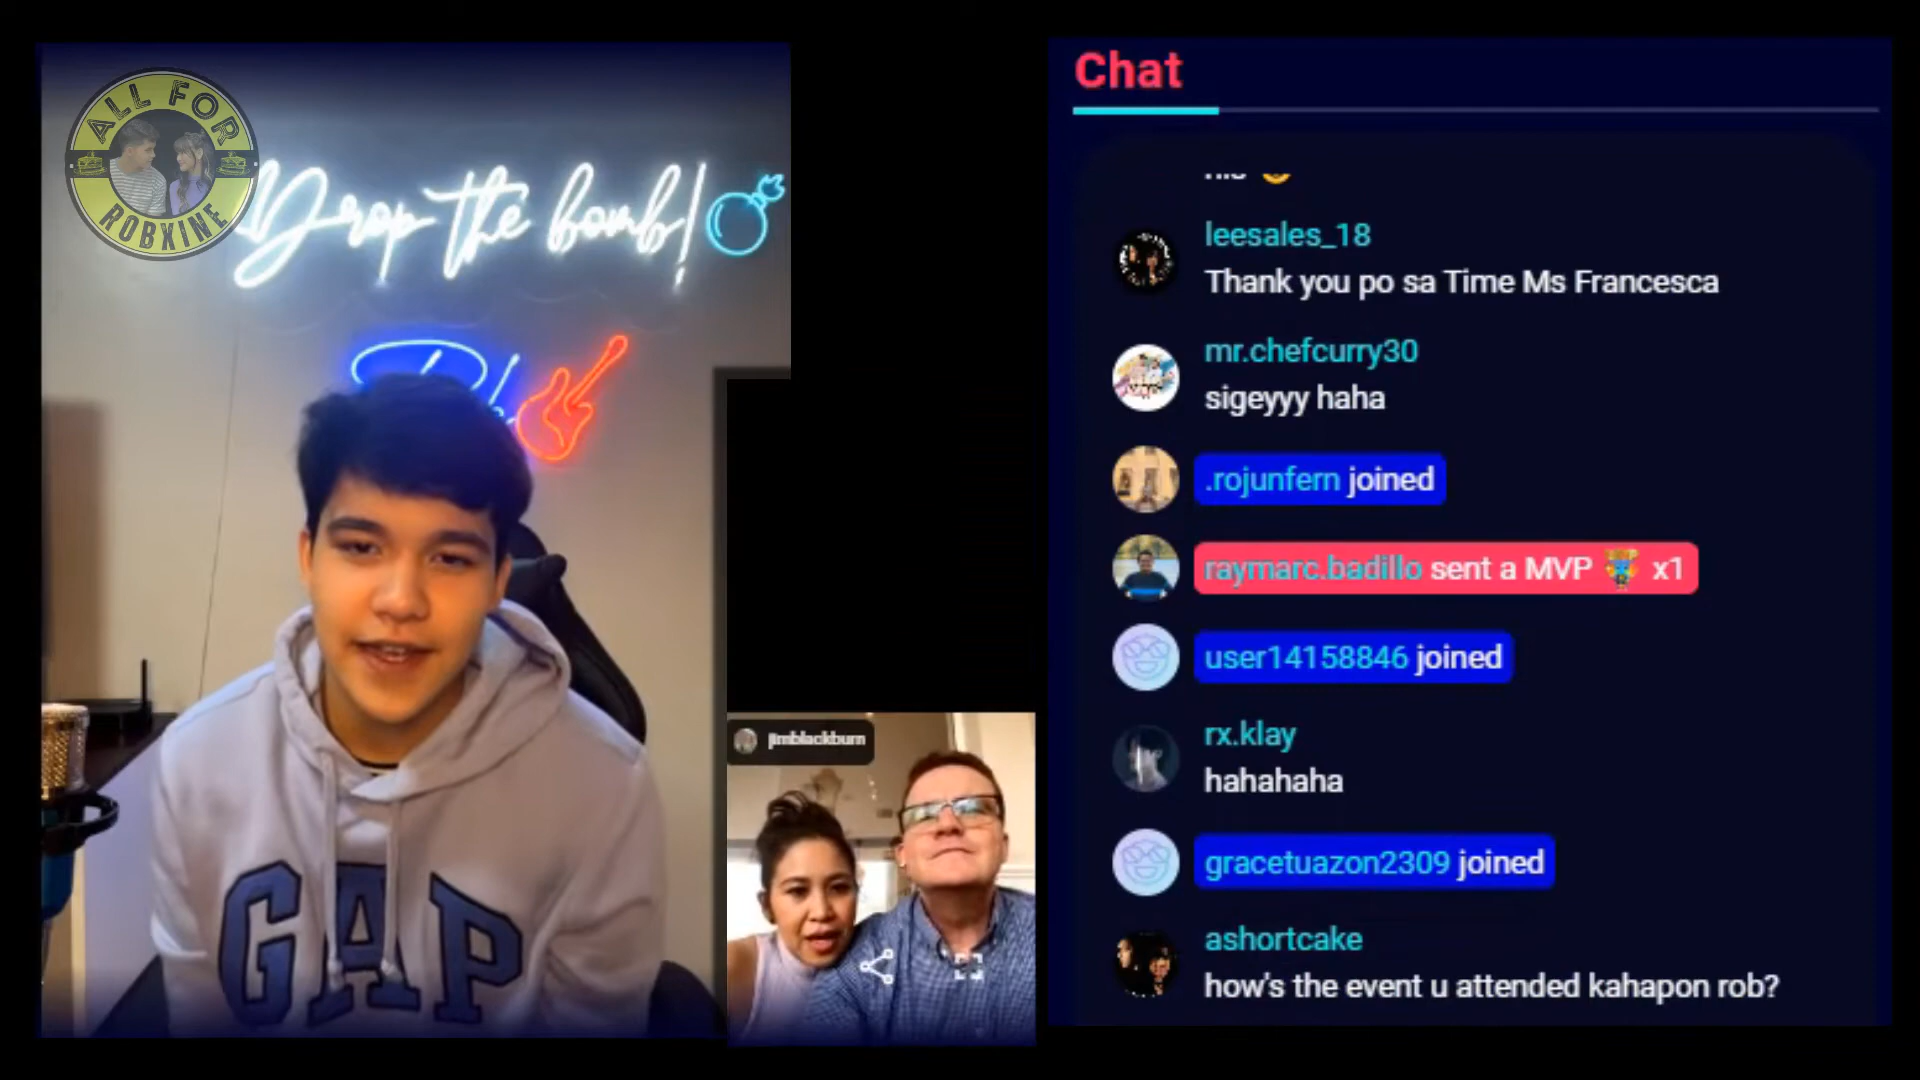 ALL FOR
ROBXINE
Drop the bomb!
GAP
jimblackburn
Chat
leesales_18
Thank you po sa Time Ms Francesca
mr.chefcurry30
sigeyyy haha
.rojunfern joined
raymarc.badillo sent a MVP x1
user14158846 joined
rx.klay
hahahaha
gracetuazon2309 joined
ashortcake
how's the event u attended kahapon rob?